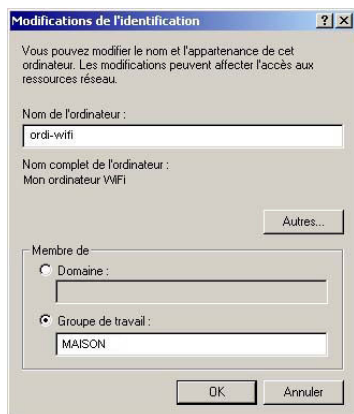 Modifications de l'identification
Vous pouvez modifier le nom et l'appartenance de cet
ordinateur. Les modifications peuvent affecter l'accès aux
ressources réseau.
Nom de l'ordinateur :
ordi-wifi
Nom complet de l'ordinateur :
Mon ordinateur WiFi
Autres...
Membre de
Domaine :
Groupe de travail :
MAISON
OK Annuler